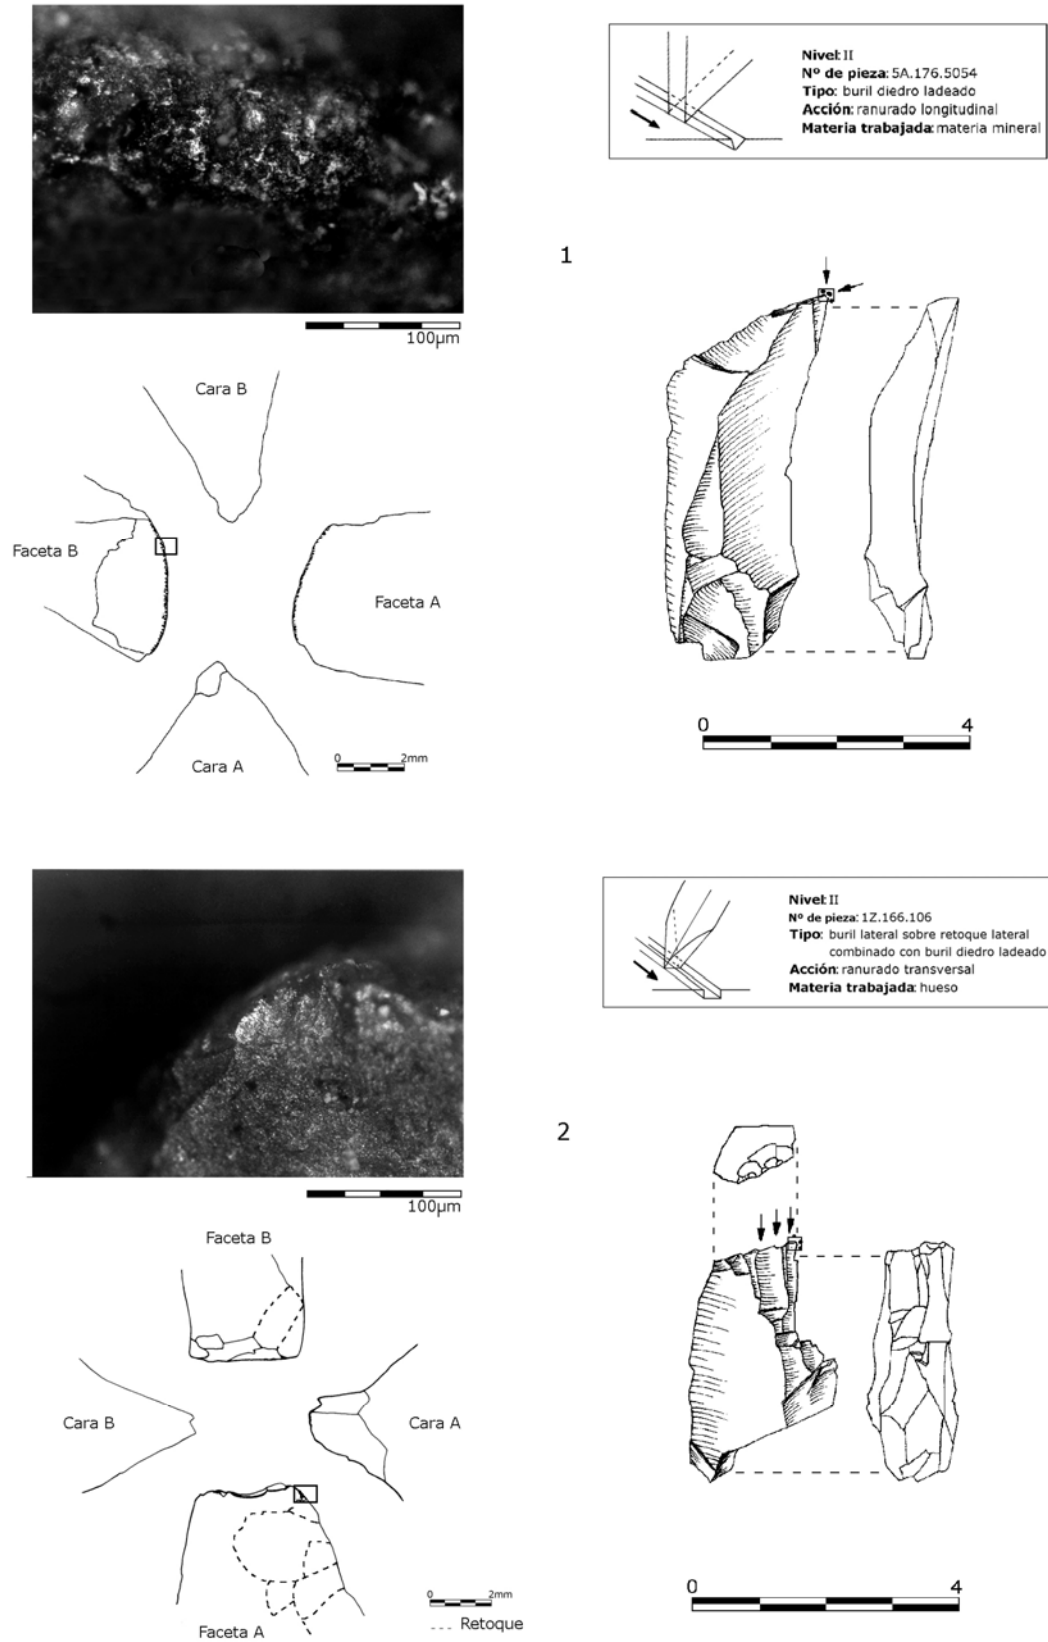 Nivel: II
Nº de pieza: 5A.176.5054
Tipo: buril diedro ladeado
Acción: ranurado longitudinal
Materia trabajada: materia mineral
1
100µm
Cara B
Faceta B
Faceta A
Cara A
0 2mm
0 4
Nivel: II
Nº de pieza: 1Z.166.106
Tipo: buril lateral sobre retoque lateral
combinado con buril diedro ladeado
Acción: ranurado transversal
Materia trabajada: hueso
2
100µm
Faceta B
Cara B
Cara A
Faceta A
0 2mm
Retoque
0 4